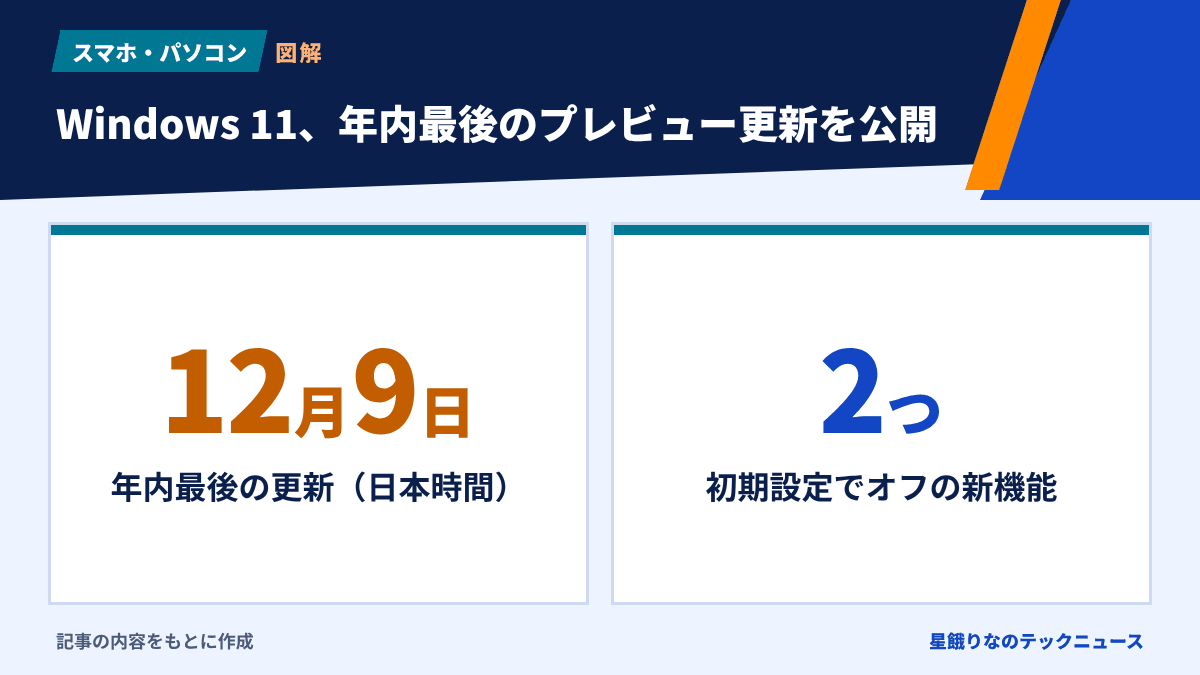 スマホ・パソコン 図解
Windows 11、年内最後のプレビュー更新を公開
12月9日
年内最後の更新（日本時間）
2つ
初期設定でオフの新機能
記事の内容をもとに作成
星餓りなのテックニュース